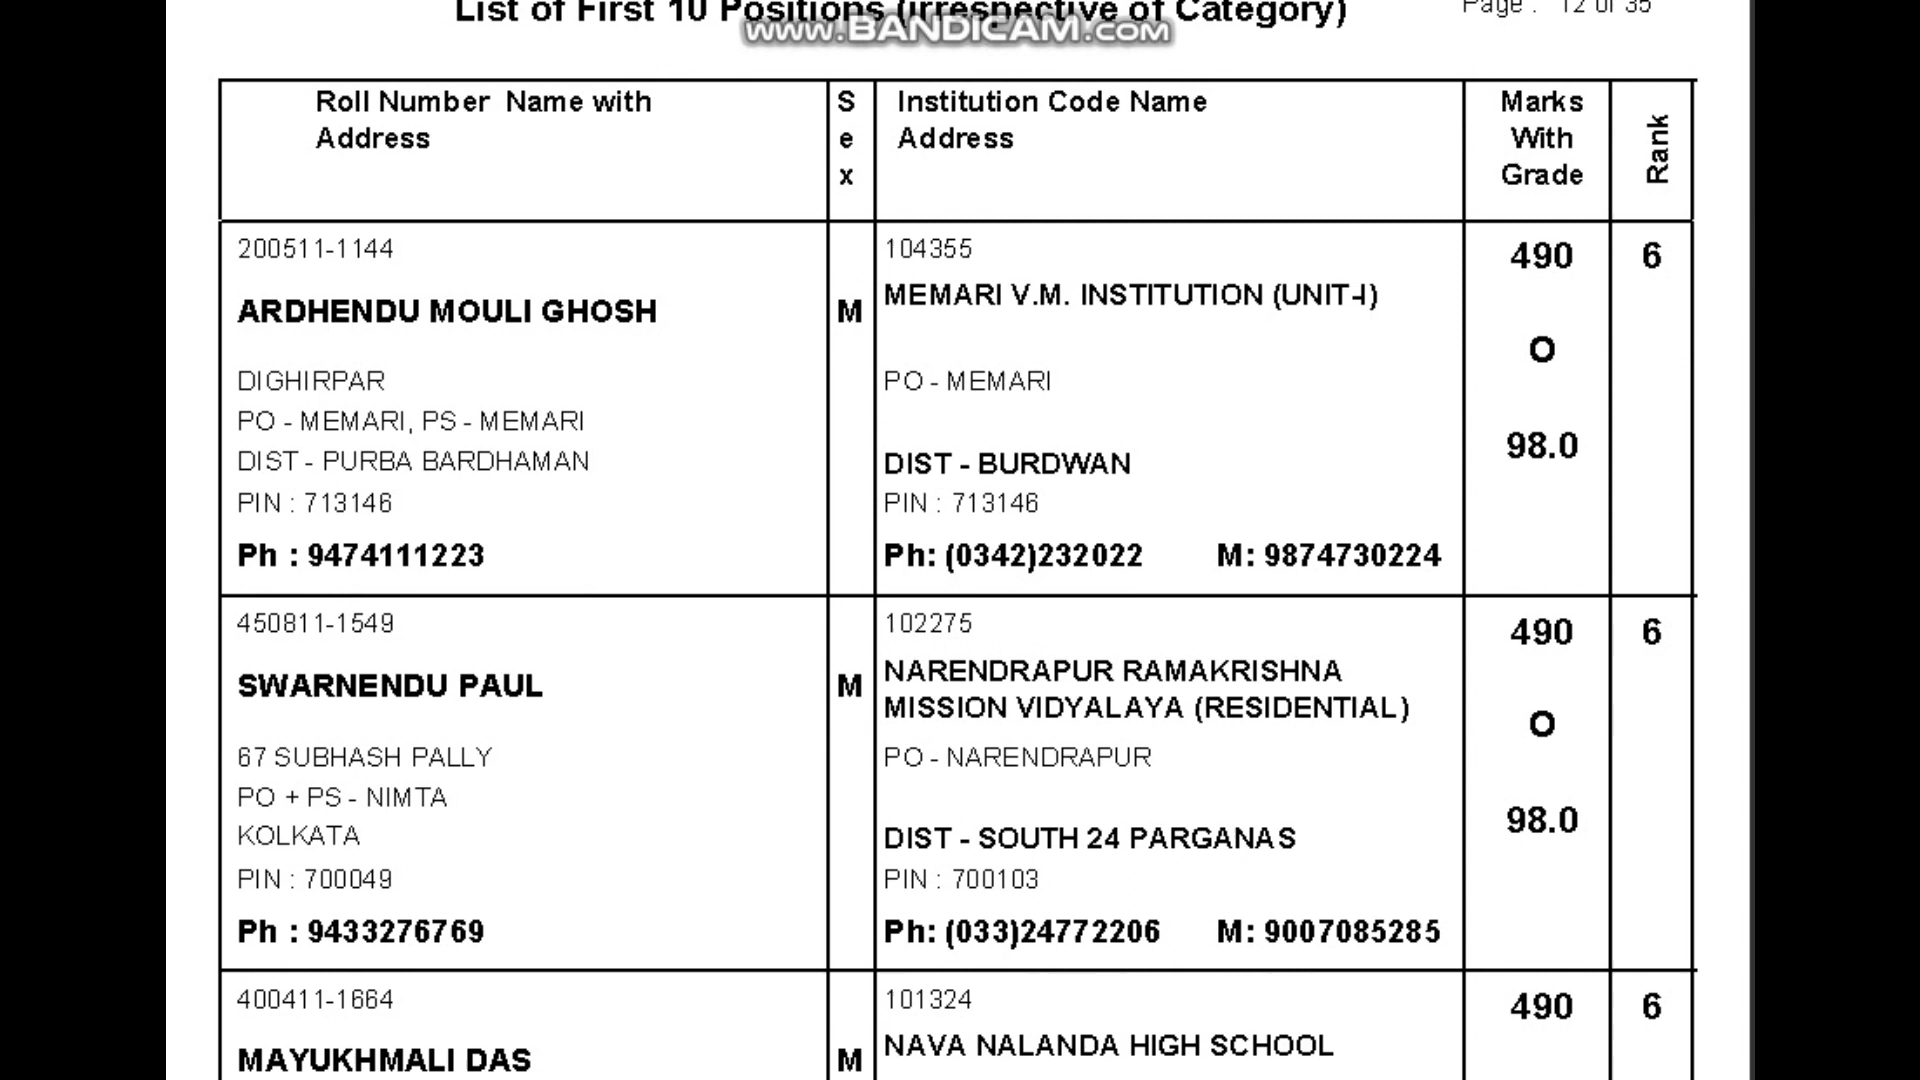 List of First 10 Positions (Irrespective of Category)
Page : 12 of 35
www.BANDICAM.com
Roll Number Name with Address
Sex
Institution Code Name Address
Marks With Grade
Rank
200511-1144
ARDHENDU MOULI GHOSH
DIGHIRPAR
PO - MEMARI, PS - MEMARI
DIST - PURBA BARDHAMAN
PIN : 713146
Ph : 9474111223
M
104355
MEMARI V.M. INSTITUTION (UNIT-I)
PO - MEMARI
DIST - BURDWAN
PIN : 713146
Ph: (0342)232022 M: 9874730224
490
O
98.0
6
450811-1549
SWARNENDU PAUL
67 SUBHASH PALLY
PO + PS - NIMTA
KOLKATA
PIN : 700049
Ph : 9433276769
M
102275
NARENDRAPUR RAMAKRISHNA
MISSION VIDYALAYA (RESIDENTIAL)
PO - NARENDRAPUR
DIST - SOUTH 24 PARGANAS
PIN : 700103
Ph: (033)24772206 M: 9007085285
490
O
98.0
6
400411-1664
MAYUKHMALI DAS
M
101324
NAVA NALANDA HIGH SCHOOL
490
6